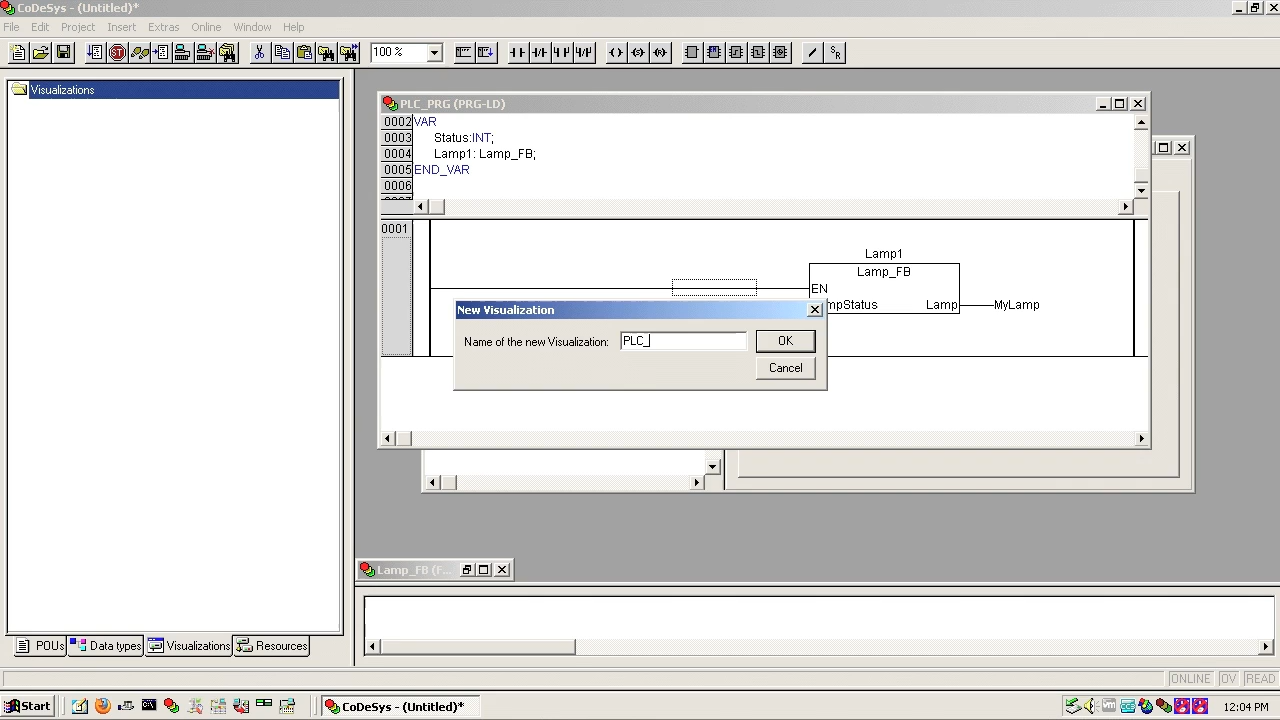 CoDeSys - (Untitled)*
File Edit Project Insert Extras Online Window Help
100 %
Visualizations
PLC_PRG (PRG-LD)
0002 VAR
0003 Status:INT;
0004 Lamp1: Lamp_FB;
0005 END_VAR
0006
0001
Lamp1
Lamp_FB
EN
mpStatus Lamp MyLamp
New Visualization
Name of the new Visualization: PLC_ OK
Cancel
Lamp_FB (F...
POUs Data types Visualizations Resources
ONLINE OV READ
Start CoDeSys - (Untitled)* 12:04 PM